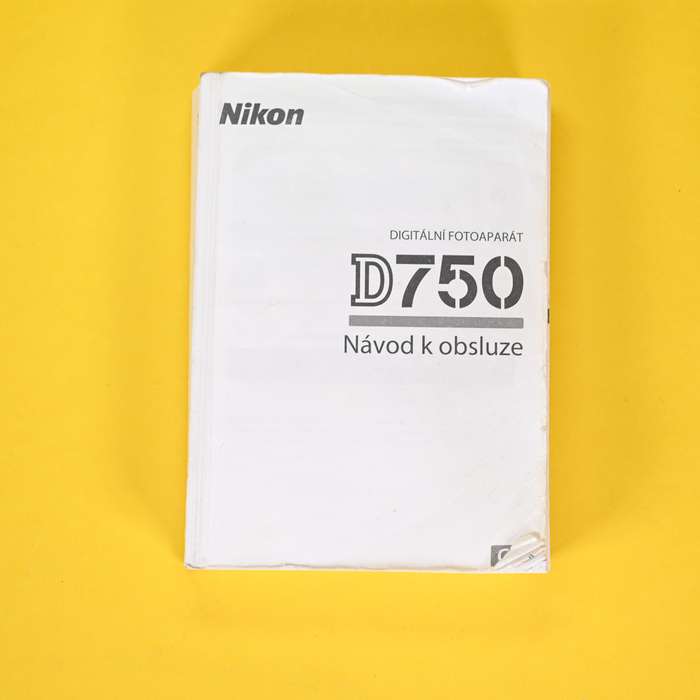 Nikon
DIGITÁLNÍ FOTOAPARÁT
D750
Návod k obsluze